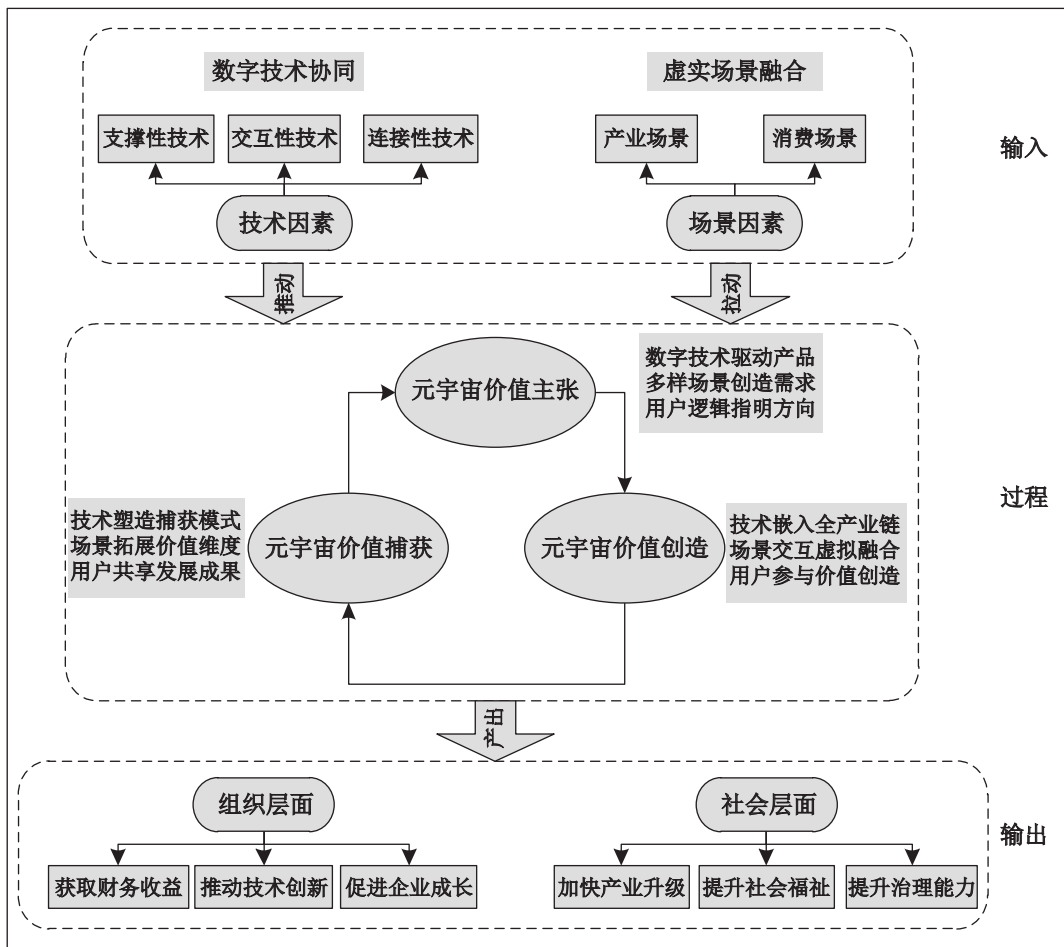 数字技术协同
虚实场景融合
支撑性技术
交互性技术
连接性技术
产业场景
消费场景
输入
技术因素
场景因素
推动
拉动
数字技术驱动产品
多样场景创造需求
用户逻辑指明方向
元宇宙价值主张
过程
技术塑造捕获模式
场景拓展价值维度
用户共享发展成果
元宇宙价值捕获
元宇宙价值创造
技术嵌入全产业链
场景交互虚拟融合
用户参与价值创造
产出
组织层面
社会层面
输出
获取财务收益
推动技术创新
促进企业成长
加快产业升级
提升社会福祉
提升治理能力